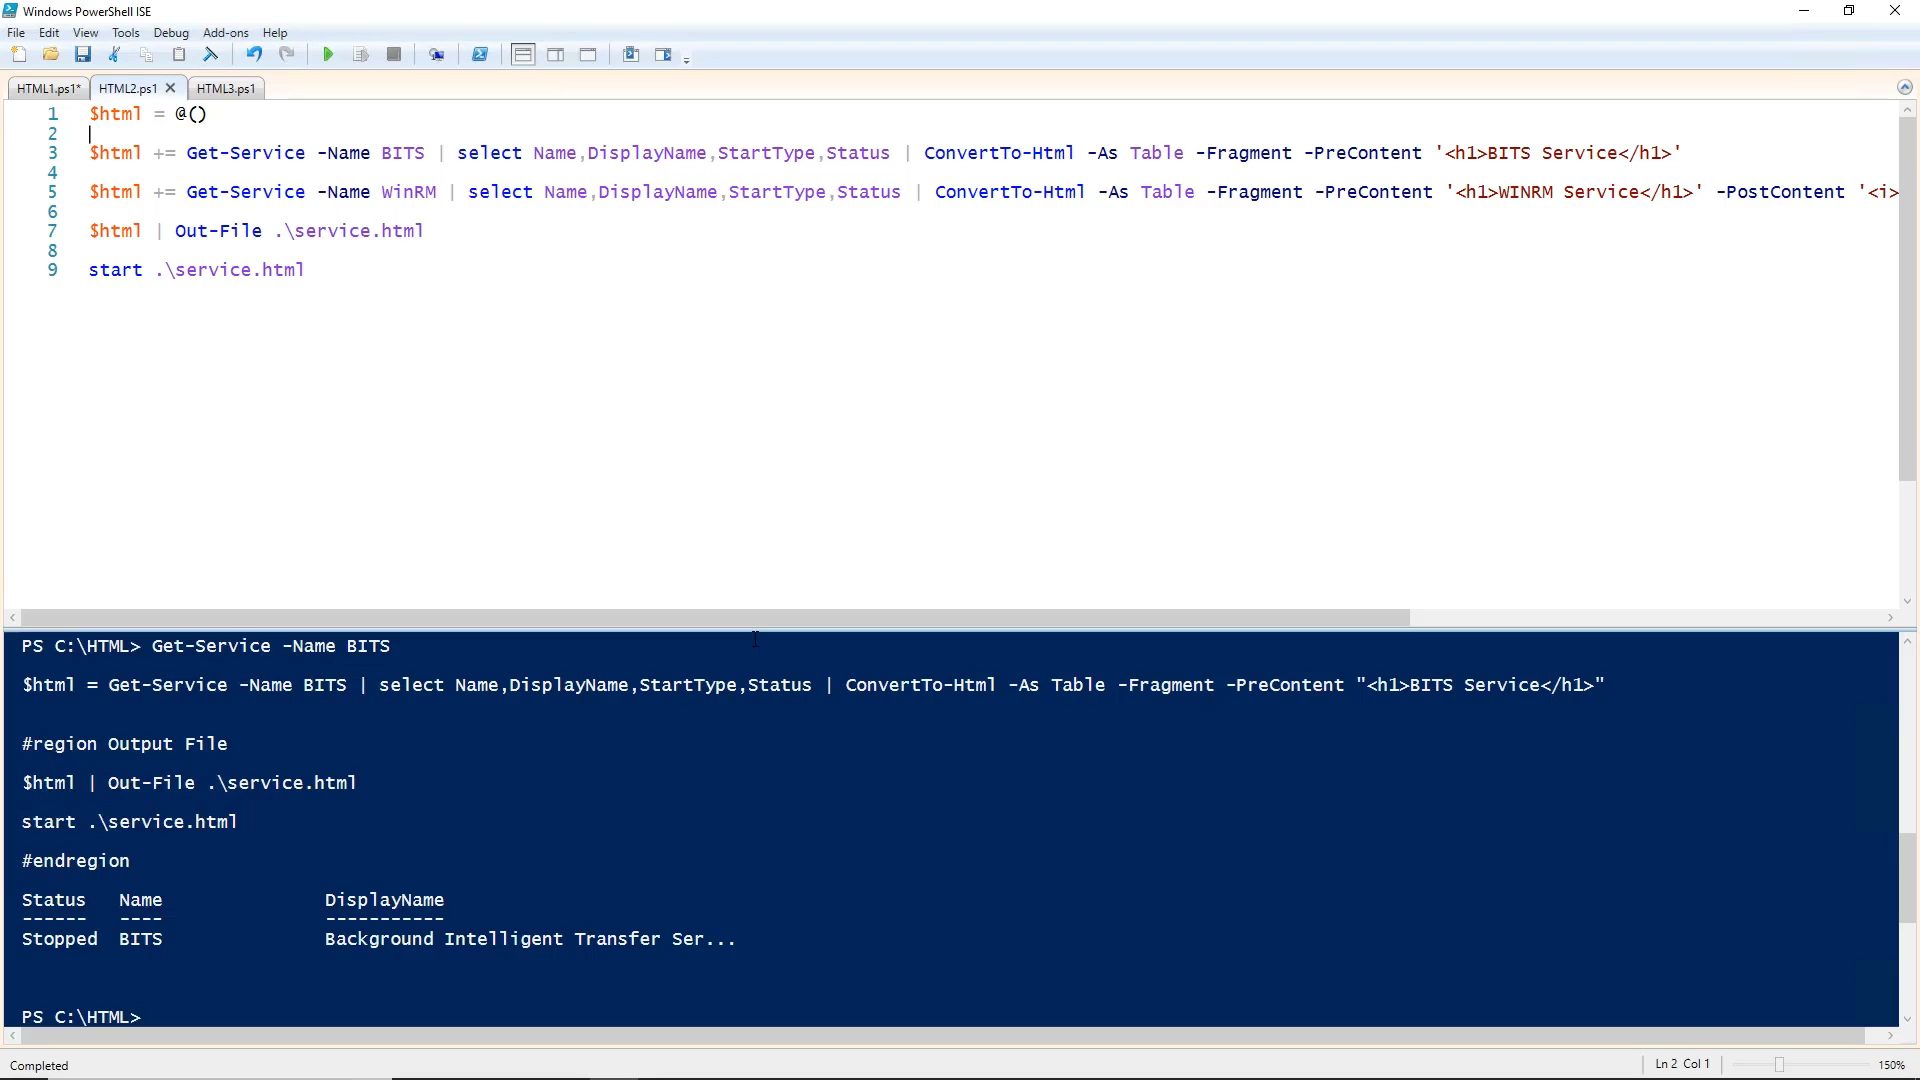 Windows PowerShell ISE
File Edit View Tools Debug Add-ons Help
HTML1.ps1* HTML2.ps1 HTML3.ps1
1 $html = @()
2
3 $html += Get-Service -Name BITS | select Name,DisplayName,StartType,Status | ConvertTo-Html -As Table -Fragment -PreContent '<h1>BITS Service</h1>'
4
5 $html += Get-Service -Name WinRM | select Name,DisplayName,StartType,Status | ConvertTo-Html -As Table -Fragment -PreContent '<h1>WINRM Service</h1>' -PostContent '<i>
6
7 $html | Out-File .\service.html
8
9 start .\service.html
PS C:\HTML> Get-Service -Name BITS
$html = Get-Service -Name BITS | select Name,DisplayName,StartType,Status | ConvertTo-Html -As Table -Fragment -PreContent "<h1>BITS Service</h1>"
#region Output File
$html | Out-File .\service.html
start .\service.html
#endregion
Status Name DisplayName
------ ---- -----------
Stopped BITS Background Intelligent Transfer Ser...
PS C:\HTML>
Completed Ln 2 Col 1 150%